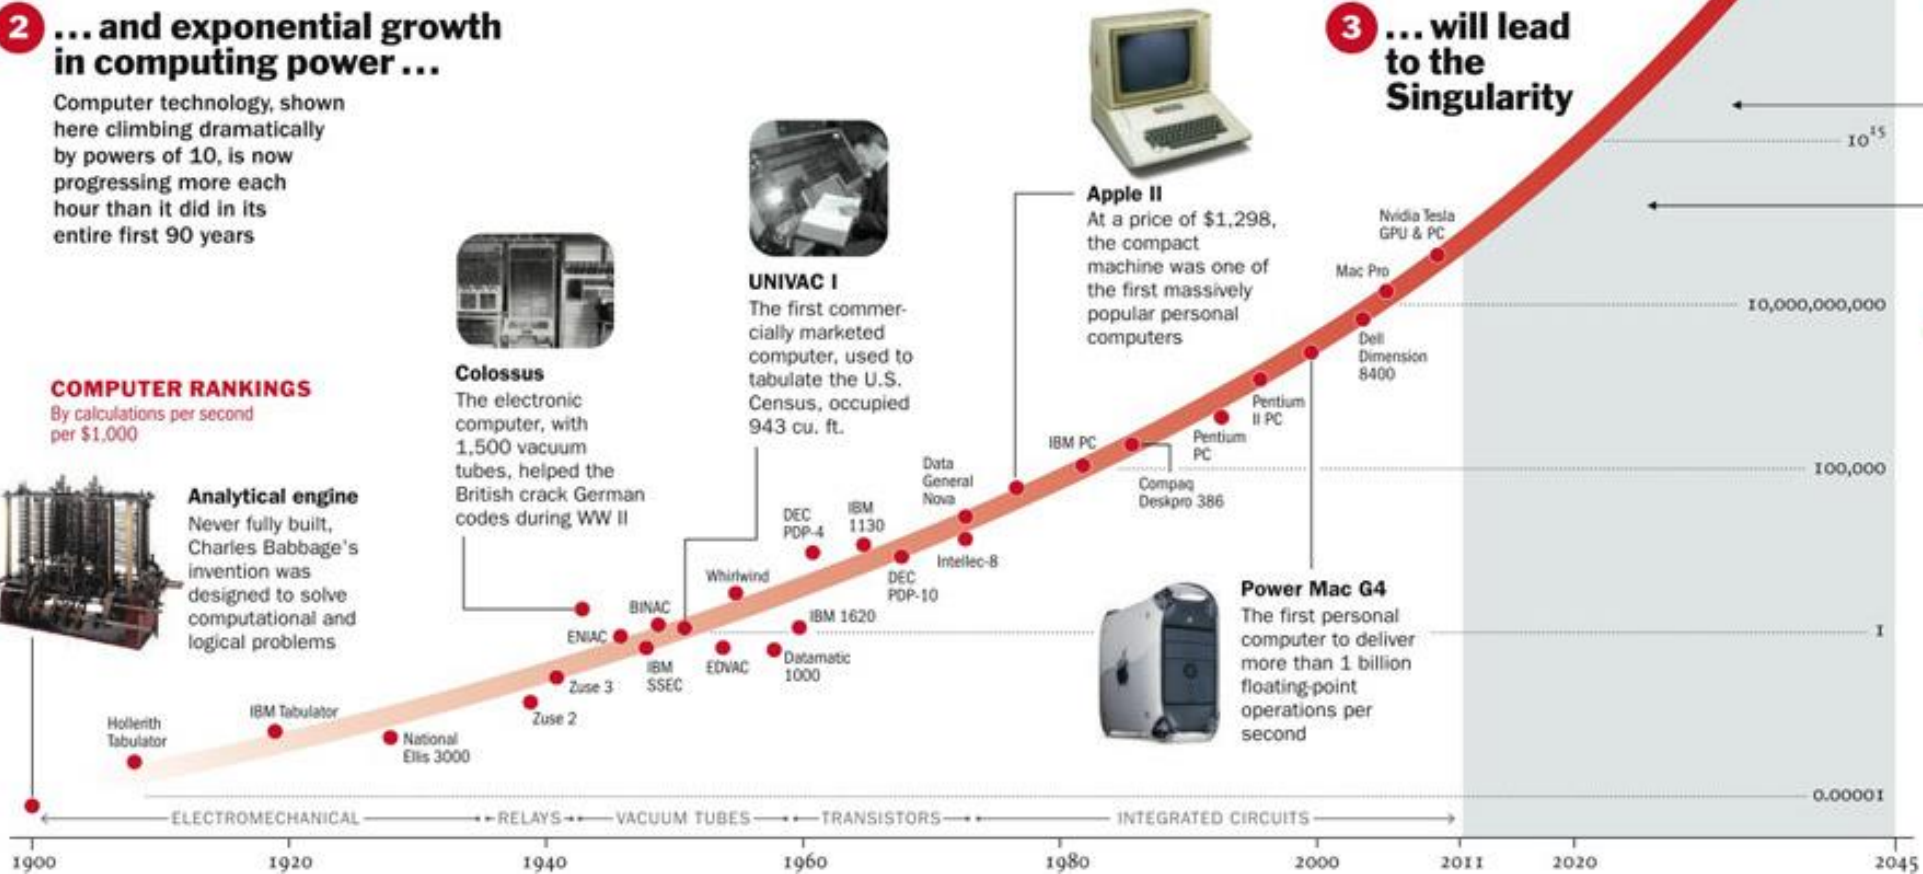 2 ... and exponential growth
in computing power ...
Computer technology, shown
here climbing dramatically
by powers of 10, is now
progressing more each
hour than it did in its
entire first 90 years
3 ... will lead
to the
Singularity
10¹⁵
10,000,000,000
100,000
1
0.00001
COMPUTER RANKINGS
By calculations per second
per $1,000
Analytical engine
Never fully built,
Charles Babbage's
invention was
designed to solve
computational and
logical problems
Colossus
The electronic
computer, with
1,500 vacuum
tubes, helped the
British crack German
codes during WW II
UNIVAC I
The first commer-
cially marketed
computer, used to
tabulate the U.S.
Census, occupied
943 cu. ft.
Apple II
At a price of $1,298,
the compact
machine was one of
the first massively
popular personal
computers
Power Mac G4
The first personal
computer to deliver
more than 1 billion
floating-point
operations per
second
Hollerith
Tabulator
IBM Tabulator
National
Ellis 3000
Zuse 2
Zuse 3
ENIAC
BINAC
IBM
SSEC
Whirlwind
EDVAC
Datamatic
1000
IBM 1620
DEC
PDP-4
IBM
1130
DEC
PDP-10
Data
General
Nova
Intellec-8
IBM PC
Compaq
Deskpro 386
Pentium
PC
Pentium
II PC
Dell
Dimension
8400
Mac Pro
Nvidia Tesla
GPU & PC
ELECTROMECHANICAL
RELAYS
VACUUM TUBES
TRANSISTORS
INTEGRATED CIRCUITS
1900
1920
1940
1960
1980
2000
2011
2020
2045